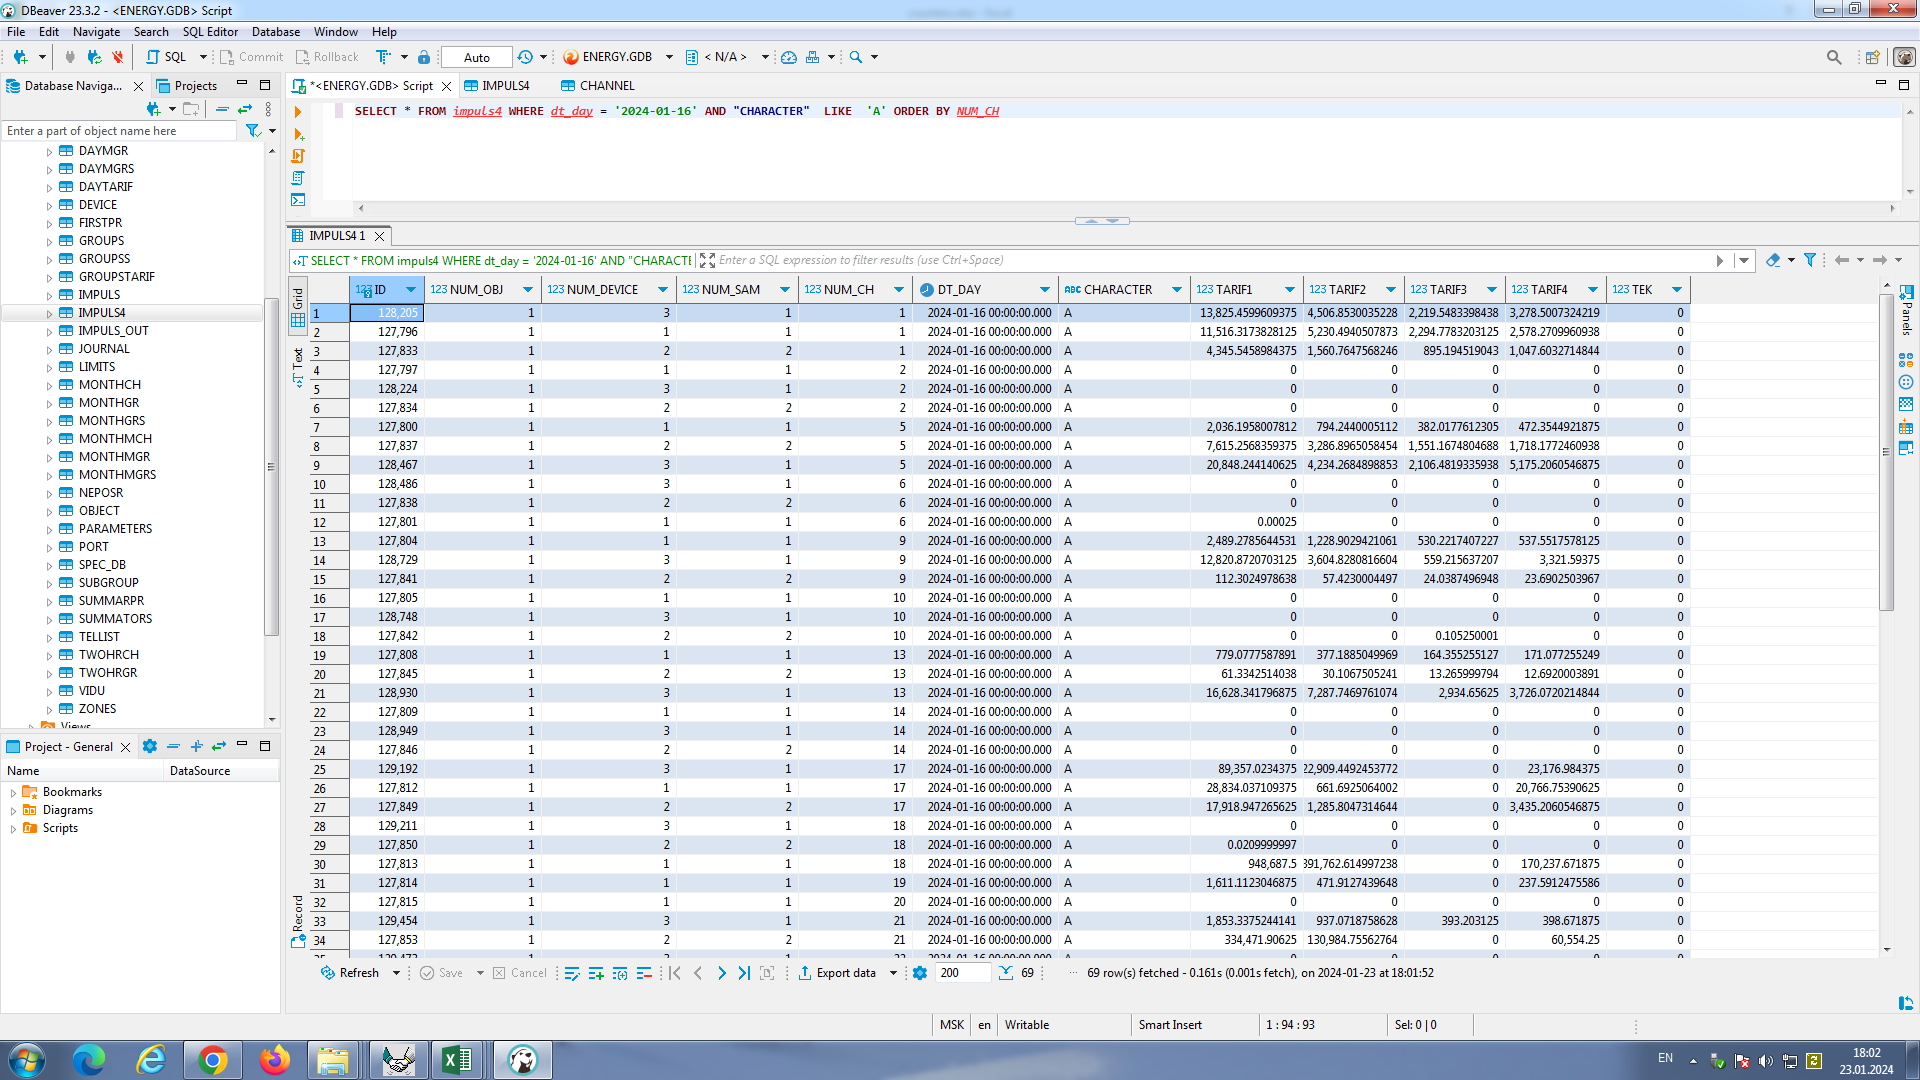 DBeaver 23.3.2 - <ENERGY.GDB> Script
File Edit Navigate Search SQL Editor Database Window Help
SQL Commit Rollback Auto ENERGY.GDB < N/A >
Database Naviga... Projects
*<ENERGY.GDB> Script IMPULS4 CHANNEL
Enter a part of object name here
DAYMGR
DAYMGRS
DAYTARIF
DEVICE
FIRSTPR
GROUPS
GROUPSS
GROUPSTARIF
IMPULS
IMPULS4
IMPULS_OUT
JOURNAL
LIMITS
MONTHCH
MONTHGR
MONTHGRS
MONTHMCH
MONTHMGR
MONTHMGRS
NEPOSR
OBJECT
PARAMETERS
PORT
SPEC_DB
SUBGROUP
SUMMARPR
SUMMATORS
TELLIST
TWOHRCH
TWOHRGR
VIDU
ZONES
Views
Project - General
Name DataSource
Bookmarks
Diagrams
Scripts
SELECT * FROM impuls4 WHERE dt_day = '2024-01-16' AND "CHARACTER" LIKE 'A' ORDER BY NUM_CH
IMPULS4 1
SELECT * FROM impuls4 WHERE dt_day = '2024-01-16' AND "CHARACTE Enter a SQL expression to filter results (use Ctrl+Space)
Grid
Text
Record
Panels
123 ID 123 NUM_OBJ 123 NUM_DEVICE 123 NUM_SAM 123 NUM_CH DT_DAY ABC CHARACTER 123 TARIF1 123 TARIF2 123 TARIF3 123 TARIF4 123 TEK
1 128,205 1 3 1 1 2024-01-16 00:00:00.000 A 13,825.4599609375 4,506.8530035228 2,219.5483398438 3,278.5007324219 0
2 127,796 1 1 1 1 2024-01-16 00:00:00.000 A 11,516.3173828125 5,230.4940507873 2,294.7783203125 2,578.2709960938 0
3 127,833 1 2 2 1 2024-01-16 00:00:00.000 A 4,345.5458984375 1,560.7647568246 895.194519043 1,047.6032714844 0
4 127,797 1 1 1 2 2024-01-16 00:00:00.000 A 0 0 0 0 0
5 128,224 1 3 1 2 2024-01-16 00:00:00.000 A 0 0 0 0 0
6 127,834 1 2 2 2 2024-01-16 00:00:00.000 A 0 0 0 0 0
7 127,800 1 1 1 5 2024-01-16 00:00:00.000 A 2,036.1958007812 794.2440005112 382.0177612305 472.3544921875 0
8 127,837 1 2 2 5 2024-01-16 00:00:00.000 A 7,615.2568359375 3,286.8965058454 1,551.1674804688 1,718.1772460938 0
9 128,467 1 3 1 5 2024-01-16 00:00:00.000 A 20,848.244140625 4,234.2684898853 2,106.4819335938 5,175.2060546875 0
10 128,486 1 3 1 6 2024-01-16 00:00:00.000 A 0 0 0 0 0
11 127,838 1 2 2 6 2024-01-16 00:00:00.000 A 0 0 0 0 0
12 127,801 1 1 1 6 2024-01-16 00:00:00.000 A 0.00025 0 0 0 0
13 127,804 1 1 1 9 2024-01-16 00:00:00.000 A 2,489.2785644531 1,228.9029421061 530.2217407227 537.5517578125 0
14 128,729 1 3 1 9 2024-01-16 00:00:00.000 A 12,820.8720703125 3,604.8280816604 559.215637207 3,321.59375 0
15 127,841 1 2 2 9 2024-01-16 00:00:00.000 A 112.3024978638 57.4230004497 24.0387496948 23.6902503967 0
16 127,805 1 1 1 10 2024-01-16 00:00:00.000 A 0 0 0 0 0
17 128,748 1 3 1 10 2024-01-16 00:00:00.000 A 0 0 0 0 0
18 127,842 1 2 2 10 2024-01-16 00:00:00.000 A 0 0 0.105250001 0 0
19 127,808 1 1 1 13 2024-01-16 00:00:00.000 A 779.0777587891 377.1885049969 164.355255127 171.077255249 0
20 127,845 1 2 2 13 2024-01-16 00:00:00.000 A 61.3342514038 30.1067505241 13.265999794 12.6920003891 0
21 128,930 1 3 1 13 2024-01-16 00:00:00.000 A 16,628.341796875 7,287.7469761074 2,934.65625 3,726.0720214844 0
22 127,809 1 1 1 14 2024-01-16 00:00:00.000 A 0 0 0 0 0
23 128,949 1 3 1 14 2024-01-16 00:00:00.000 A 0 0 0 0 0
24 127,846 1 2 2 14 2024-01-16 00:00:00.000 A 0 0 0 0 0
25 129,192 1 3 1 17 2024-01-16 00:00:00.000 A 89,357.0234375 22,909.4492453772 0 23,176.984375 0
26 127,812 1 1 1 17 2024-01-16 00:00:00.000 A 28,834.037109375 661.6925064002 0 20,766.75390625 0
27 127,849 1 2 2 17 2024-01-16 00:00:00.000 A 17,918.947265625 1,285.8047314644 0 3,435.2060546875 0
28 129,211 1 3 1 18 2024-01-16 00:00:00.000 A 0 0 0 0 0
29 127,850 1 2 2 18 2024-01-16 00:00:00.000 A 0.0209999997 0 0 0 0
30 127,813 1 1 1 18 2024-01-16 00:00:00.000 A 948,687.5 391,762.614997238 0 170,237.671875 0
31 127,814 1 1 1 19 2024-01-16 00:00:00.000 A 1,611.1123046875 471.9127439648 0 237.5912475586 0
32 127,815 1 1 1 20 2024-01-16 00:00:00.000 A 0 0 0 0 0
33 129,454 1 3 1 21 2024-01-16 00:00:00.000 A 1,853.3375244141 937.0718758628 393.203125 398.671875 0
34 127,853 1 2 2 21 2024-01-16 00:00:00.000 A 334,471.90625 130,984.75562764 0 60,554.25 0
Refresh Save Cancel Export data 200 69 69 row(s) fetched - 0.161s (0.001s fetch), on 2024-01-23 at 18:01:52
MSK en Writable Smart Insert 1 : 94 : 93 Sel: 0 | 0
EN 18:02
23.01.2024